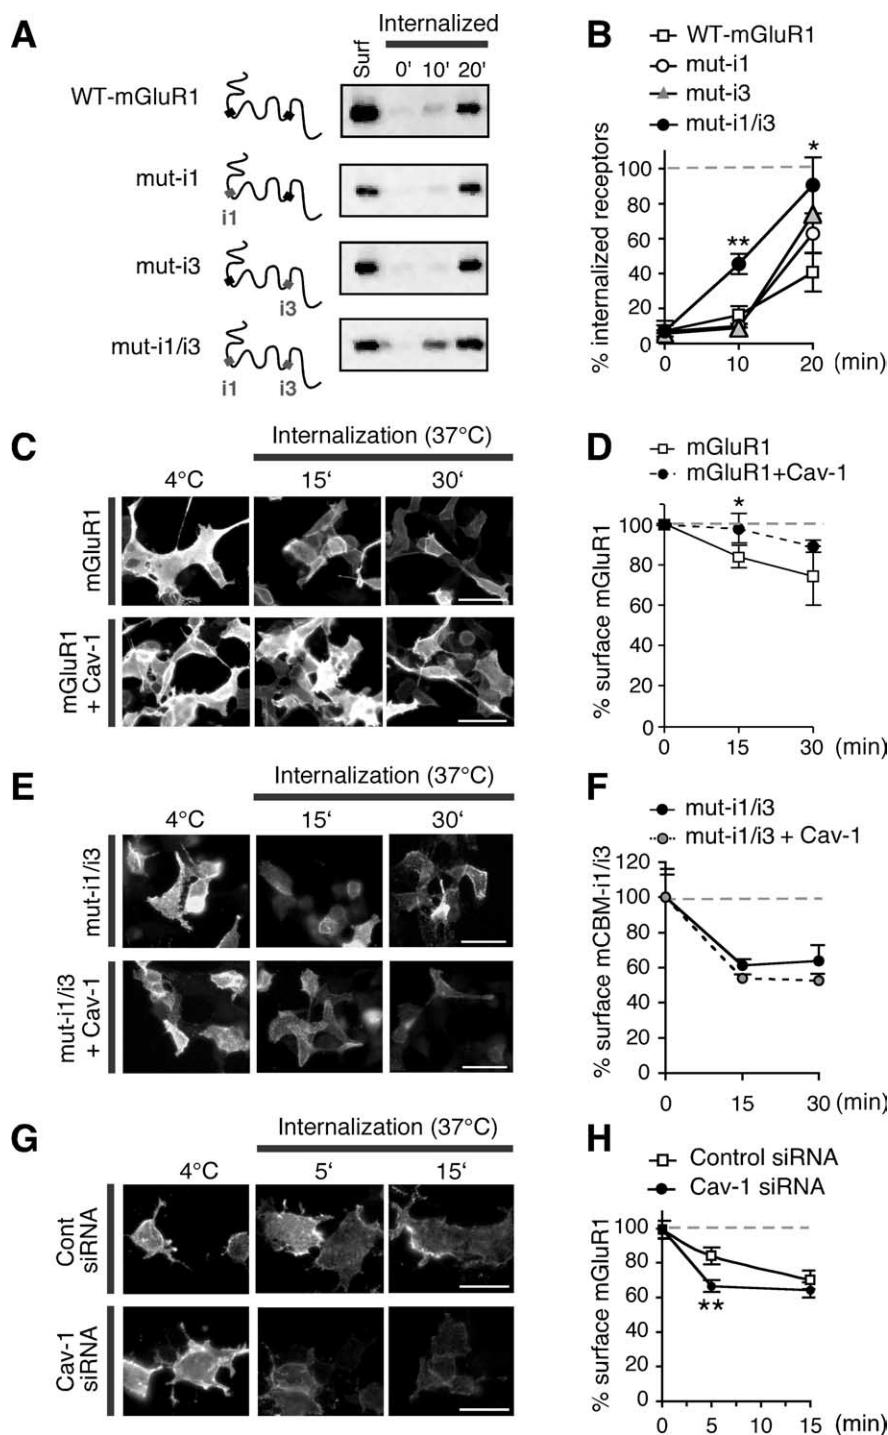 A
Internalized
Surf
0' 10' 20'
WT-mGluR1
mut-i1
i1
mut-i3
i3
mut-i1/i3
i1 i3
B
WT-mGluR1
mut-i1
mut-i3
mut-i1/i3
% internalized receptors
100
80
60
40
20
0
**
*
0 10 20 (min)
C
Internalization (37°C)
4°C 15' 30'
mGluR1
mGluR1
+ Cav-1
D
mGluR1
mGluR1+Cav-1
% surface mGluR1
100
80
60
40
20
0
*
0 15 30 (min)
E
Internalization (37°C)
4°C 15‘ 30‘
mut-i1/i3
mut-i1/i3
+ Cav-1
F
mut-i1/i3
mut-i1/i3 + Cav-1
% surface mCBM-i1/i3
120
100
80
60
40
20
0
0 15 30 (min)
G
Internalization (37°C)
4°C 5‘ 15‘
Cont
siRNA
Cav-1
siRNA
H
Control siRNA
Cav-1 siRNA
% surface mGluR1
100
80
60
40
20
0
**
0 5 10 15 (min)